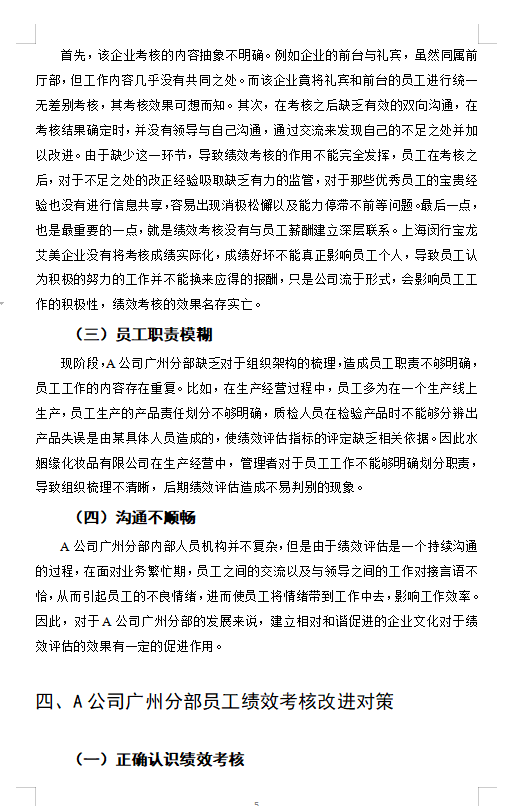 首先，该企业考核的内容抽象不明确。例如企业的前台与礼宾，虽然同属前
厅部，但工作内容几乎没有共同之处。而该企业竟将礼宾和前台的员工进行统一
无差别考核，其考核效果可想而知。其次，在考核之后缺乏有效的双向沟通，在
考核结果确定时，并没有领导与自己沟通，通过交流来发现自己的不足之处并加
以改进。由于缺少这一环节，导致绩效考核的作用不能完全发挥，员工在考核之
后，对于不足之处的改正经验吸取缺乏有力的监管，对于那些优秀员工的宝贵经
验也没有进行信息共享，容易出现消极松懈以及能力停滞不前等问题。最后一点，
也是最重要的一点，就是绩效考核没有与员工薪酬建立深层联系。上海闵行宝龙
艾美企业没有将考核成绩实际化，成绩好坏不能真正影响员工个人，导致员工认
为积极的努力的工作并不能换来应得的报酬，只是公司流于形式，会影响员工工
作的积极性，绩效考核的效果名存实亡。
（三）员工职责模糊
现阶段，A 公司广州分部缺乏对于组织架构的梳理，造成员工职责不够明确，
员工工作的内容存在重复。比如，在生产经营过程中，员工多为在一个生产线上
生产，员工生产的产品责任划分不够明确，质检人员在检验产品时不能够分辨出
产品失误是由某具体人员造成的，使绩效评估指标的评定缺乏相关依据。因此水
姻缘化妆品有限公司在生产经营中，管理者对于员工工作不能够明确划分职责，
导致组织梳理不清晰，后期绩效评估造成不易判别的现象。
（四）沟通不顺畅
A 公司广州分部内部人员机构并不复杂，但是由于绩效评估是一个持续沟通
的过程，在面对业务繁忙期，员工之间的交流以及与领导之间的工作对接言语不
恰，从而引起员工的不良情绪，进而使员工将情绪带到工作中去，影响工作效率。
因此，对于 A 公司广州分部的发展来说，建立相对和谐促进的企业文化对于绩
效评估的效果有一定的促进作用。
四、A 公司广州分部员工绩效考核改进对策
（一）正确认识绩效考核